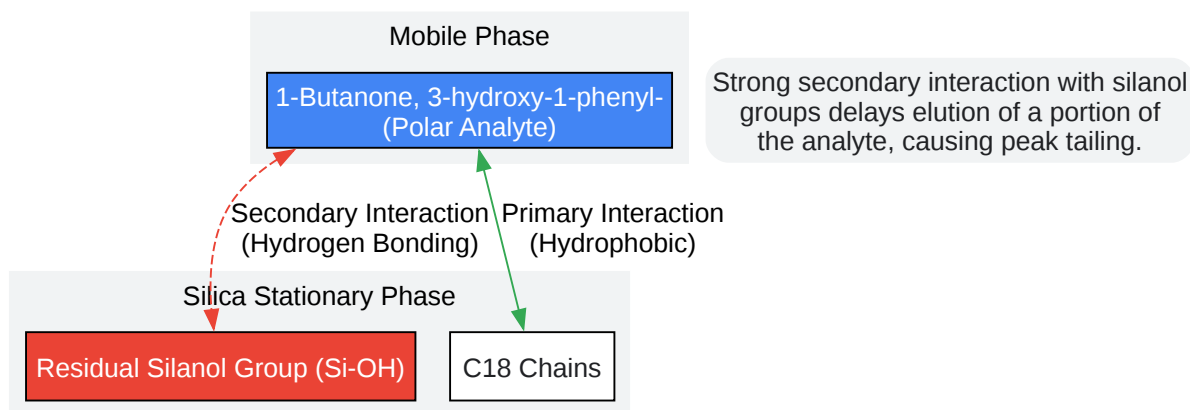 Mobile Phase
1-Butanone, 3-hydroxy-1-phenyl-
(Polar Analyte)
Strong secondary interaction with silanol
groups delays elution of a portion of
the analyte, causing peak tailing.
Secondary Interaction
(Hydrogen Bonding)
Primary Interaction
(Hydrophobic)
Silica Stationary Phase
Residual Silanol Group (Si-OH)
C18 Chains